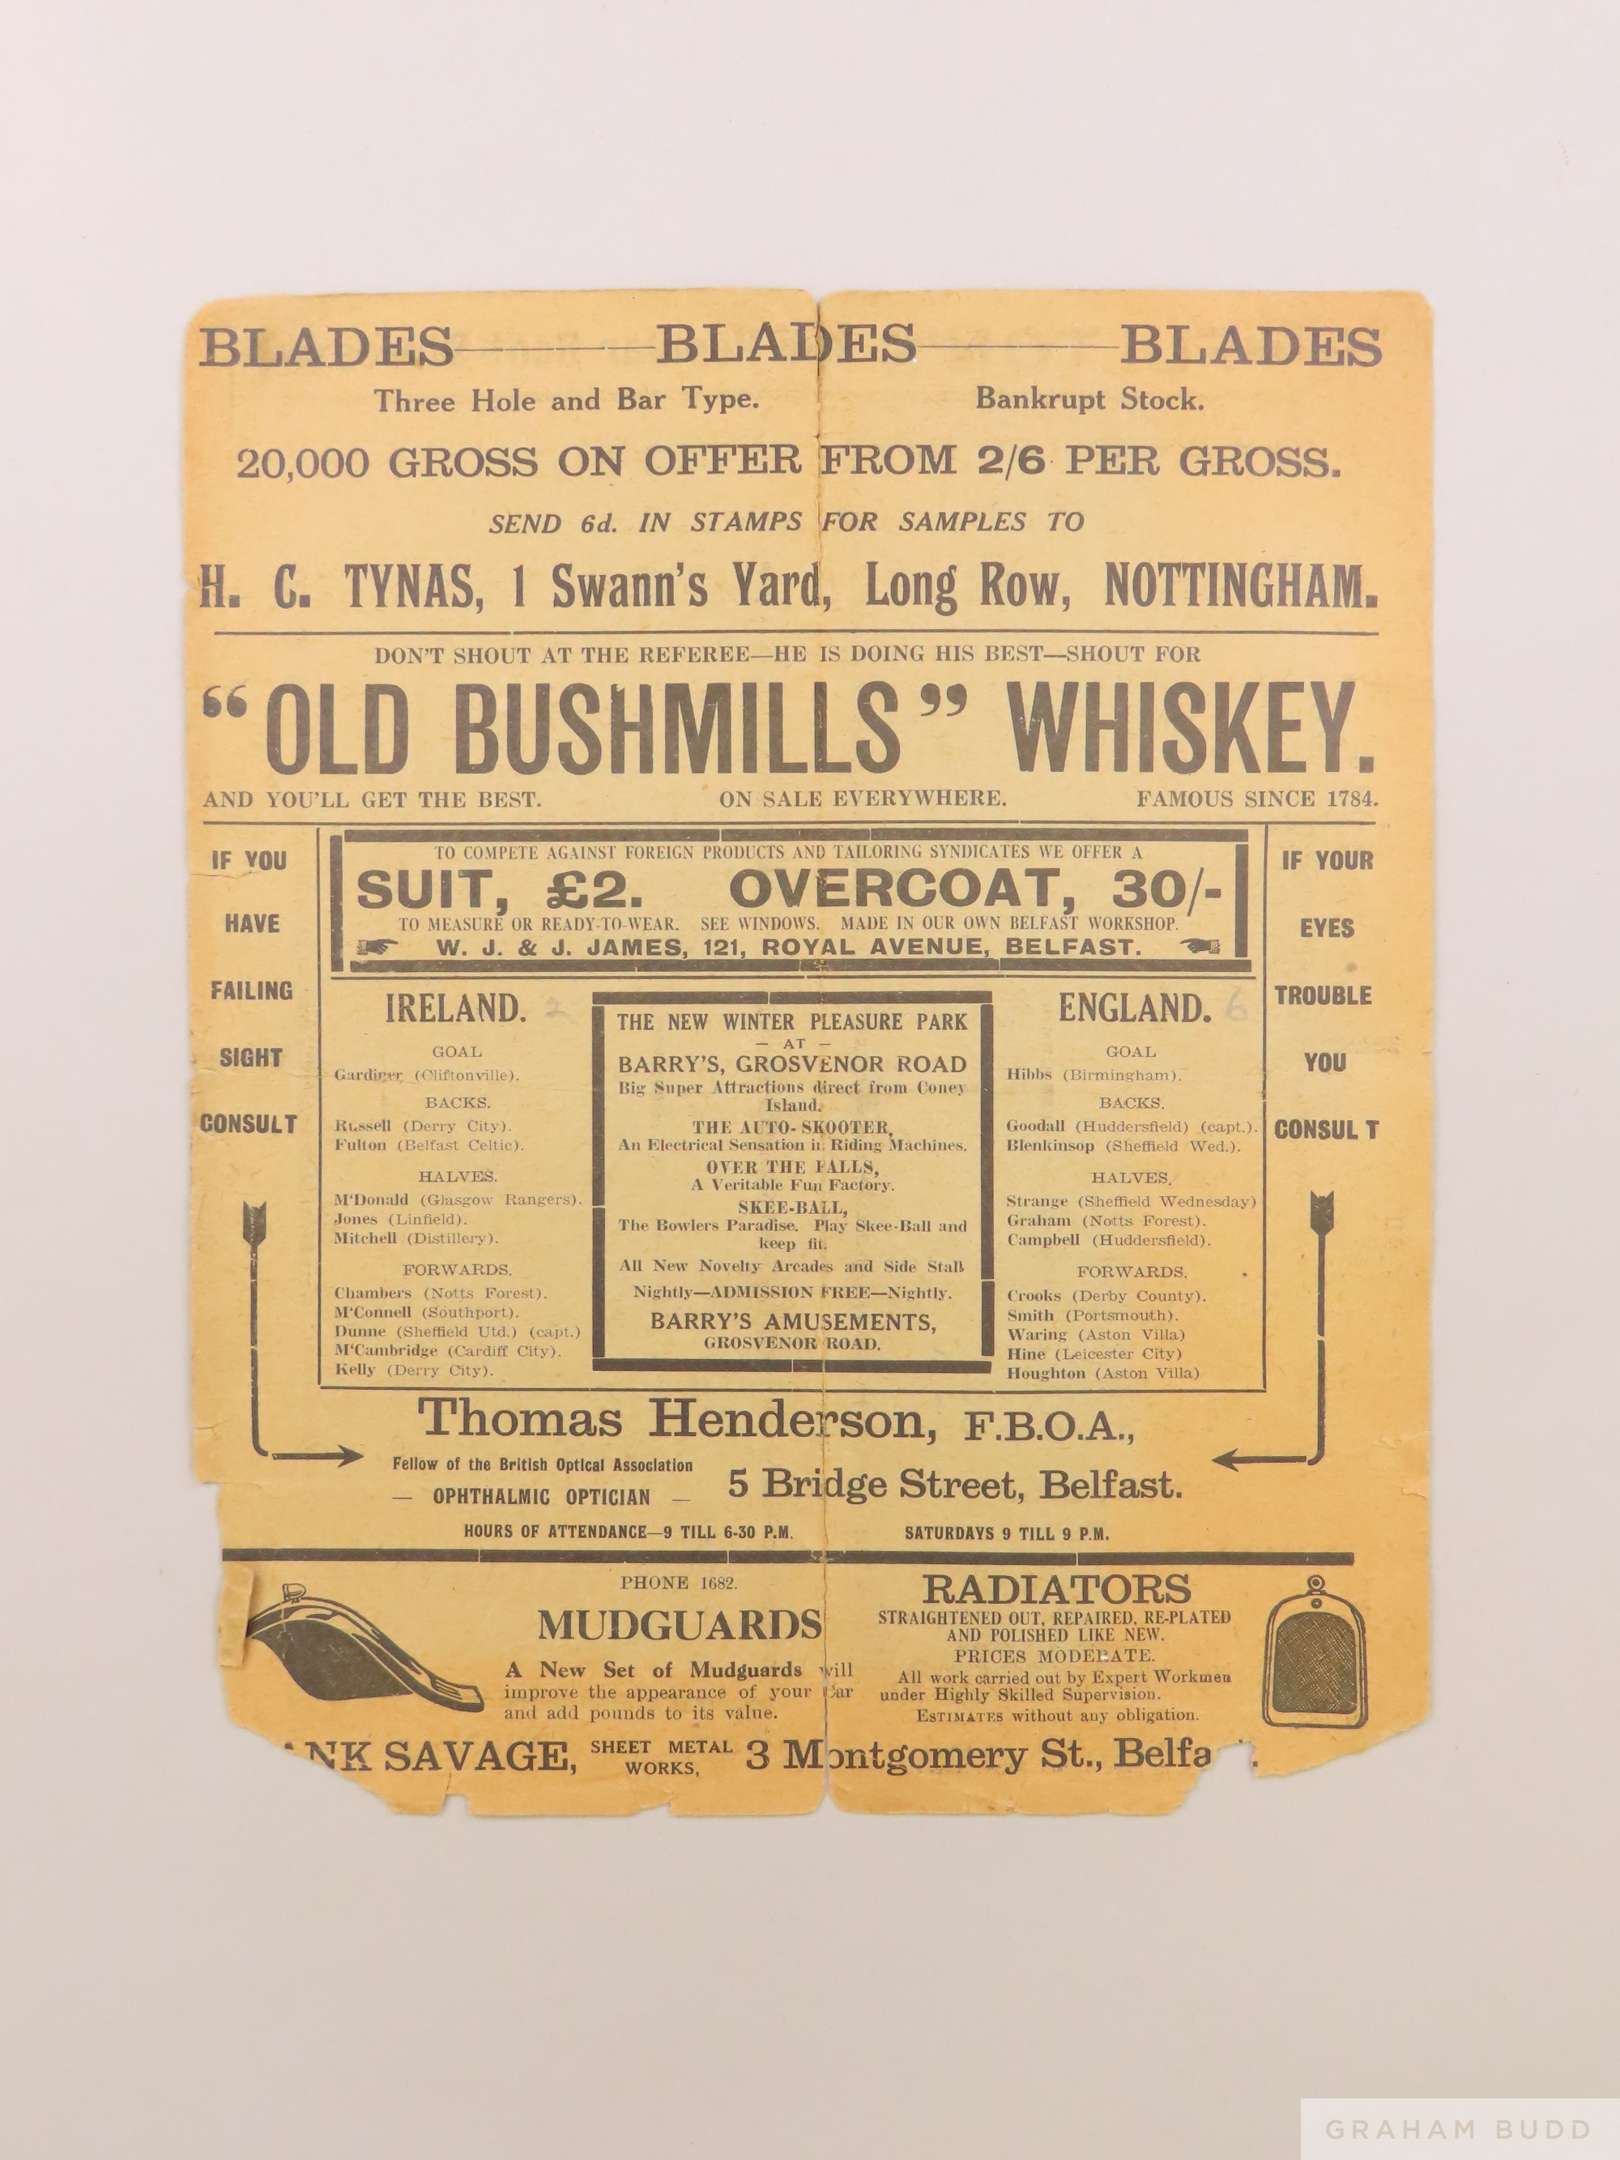 BLADES BLADES BLADES
Three Hole and Bar Type. Bankrupt Stock.
20,000 GROSS ON OFFER FROM 2/6 PER GROSS.
SEND 6d. IN STAMPS FOR SAMPLES TO
H. C. TYNAS, 1 Swann's Yard, Long Row, NOTTINGHAM.
DON'T SHOUT AT THE REFEREE—HE IS DOING HIS BEST—SHOUT FOR
"OLD BUSHMILLS" WHISKEY.
AND YOU'LL GET THE BEST. ON SALE EVERYWHERE. FAMOUS SINCE 1784.
IF YOU
HAVE
FAILING
SIGHT
CONSULT
TO COMPETE AGAINST FOREIGN PRODUCTS AND TAILORING SYNDICATES WE OFFER A
SUIT, £2. OVERCOAT, 30/-
TO MEASURE OR READY-TO-WEAR. SEE WINDOWS. MADE IN OUR OWN BELFAST WORKSHOP.
W. J. & J. JAMES, 121, ROYAL AVENUE, BELFAST.
IRELAND. 2
GOAL
Gardiner (Cliftonville).
BACKS.
Russell (Derry City).
Fulton (Belfast Celtic).
HALVES.
M'Donald (Glasgow Rangers).
Jones (Linfield).
Mitchell (Distillery).
FORWARDS.
Chambers (Notts Forest).
M'Connell (Southport).
Dunne (Sheffield Utd.) (capt.)
M'Cambridge (Cardiff City).
Kelly (Derry City).
THE NEW WINTER PLEASURE PARK
— AT —
BARRY'S, GROSVENOR ROAD
Big Super Attractions direct from Coney
Island.
THE AUTO-SKOOTER,
An Electrical Sensation in Riding Machines.
OVER THE FALLS,
A Veritable Fun Factory.
SKEE-BALL,
The Bowlers Paradise. Play Skee-Ball and
keep fit.
All New Novelty Arcades and Side Stalls
Nightly—ADMISSION FREE—Nightly.
BARRY'S AMUSEMENTS,
GROSVENOR ROAD.
ENGLAND. 6
GOAL
Hibbs (Birmingham).
BACKS.
Goodall (Huddersfield) (capt.).
Blenkinsop (Sheffield Wed.).
HALVES.
Strange (Sheffield Wednesday)
Graham (Notts Forest).
Campbell (Huddersfield).
FORWARDS.
Crooks (Derby County).
Smith (Portsmouth).
Waring (Aston Villa)
Hine (Leicester City)
Houghton (Aston Villa)
IF YOUR
EYES
TROUBLE
YOU
CONSUL T
Thomas Henderson, F.B.O.A.,
Fellow of the British Optical Association
— OPHTHALMIC OPTICIAN —
5 Bridge Street, Belfast.
HOURS OF ATTENDANCE—9 TILL 6-30 P.M. SATURDAYS 9 TILL 9 P.M.
PHONE 1682.
MUDGUARDS
A New Set of Mudguards will
improve the appearance of your Car
and add pounds to its value.
RADIATORS
STRAIGHTENED OUT, REPAIRED, RE-PLATED
AND POLISHED LIKE NEW.
PRICES MODERATE.
All work carried out by Expert Workmen
under Highly Skilled Supervision.
ESTIMATES without any obligation.
ANK SAVAGE, SHEET METAL WORKS, 3 Montgomery St., Belfa .
GRAHAM BUDD